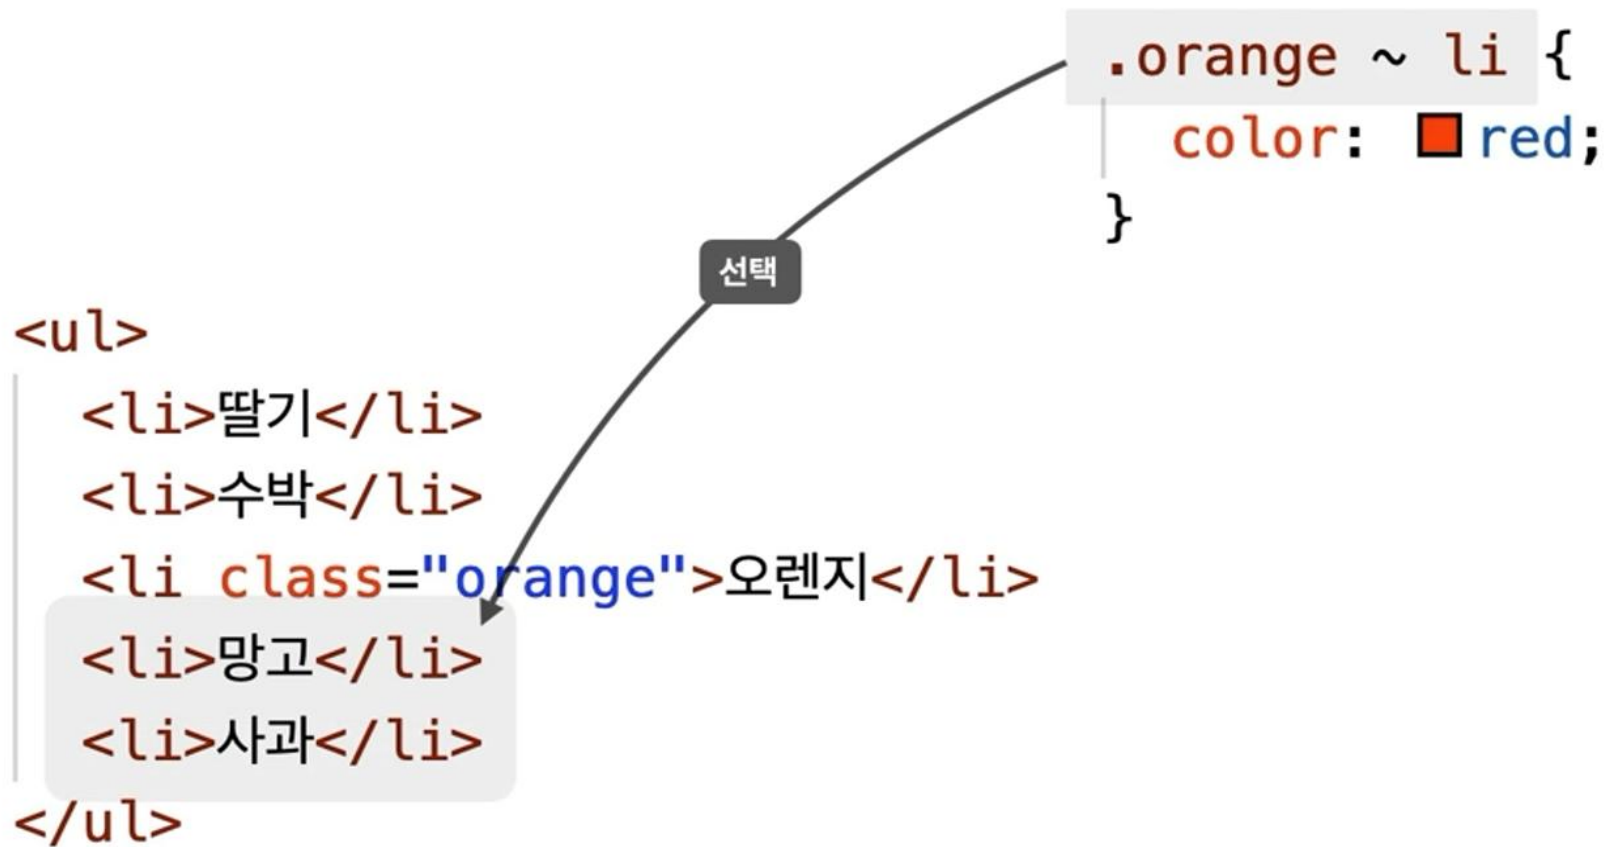 .orange ~ li {
color: red;
}
선택
<ul>
<li>딸기</li>
<li>수박</li>
<li class="orange">오렌지</li>
<li>망고</li>
<li>사과</li>
</ul>